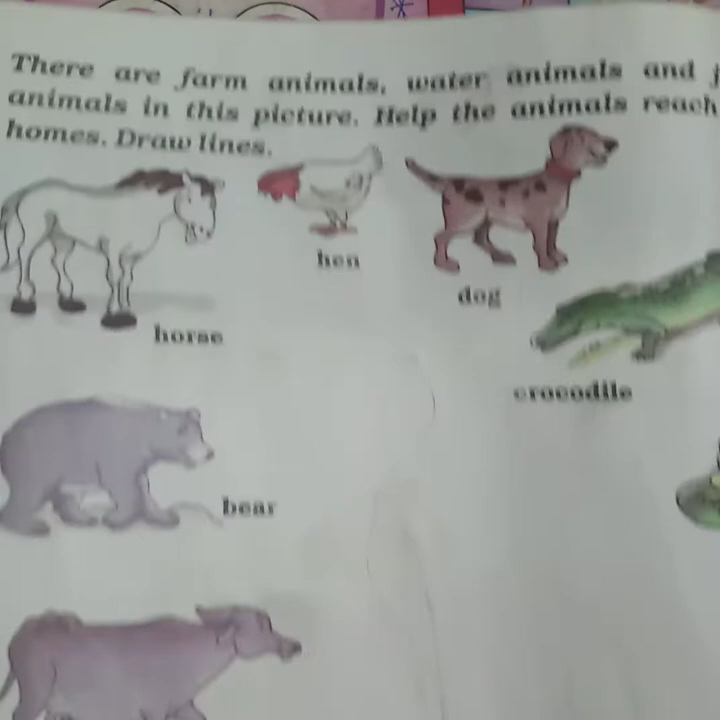 There are farm animals, water animals and
animals in this picture. Help the animals reach
homes. Draw lines.
hen
dog
horse
crocodile
bear